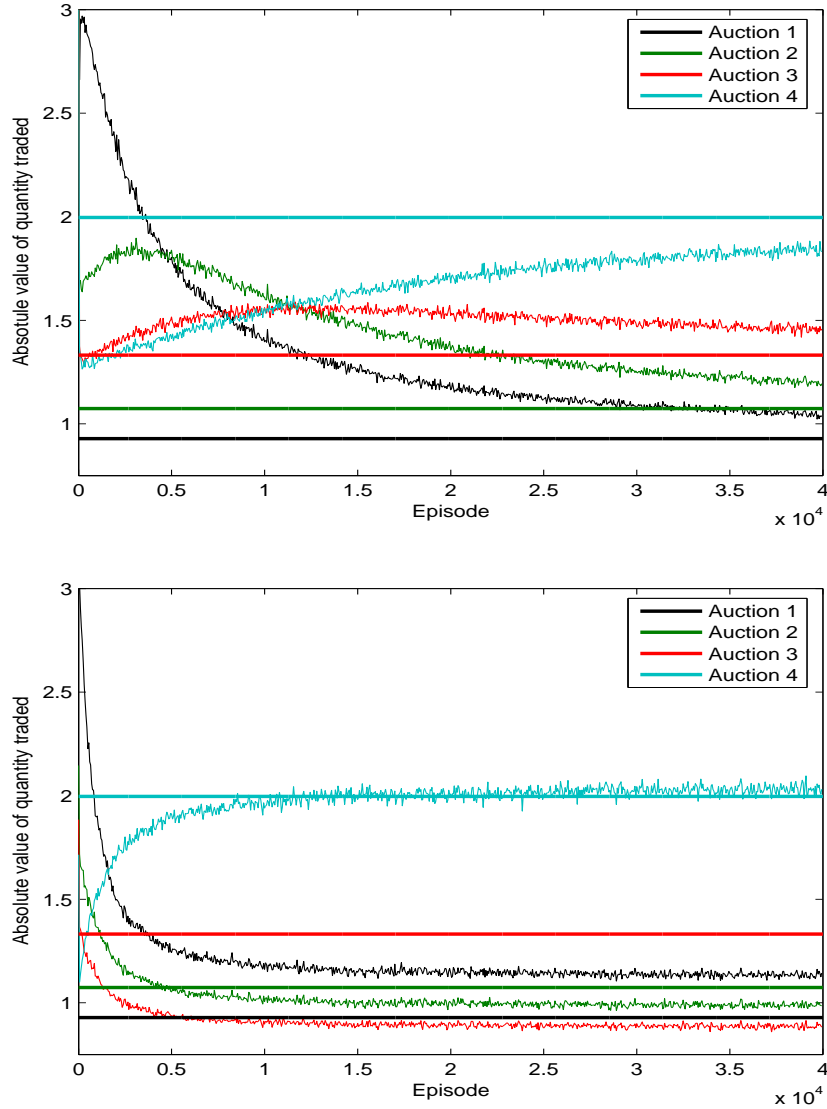 3
2.5
2
1.5
1
Absotule value of quantity traded
Auction 1
Auction 2
Auction 3
Auction 4
0 0.5 1 1.5 2 2.5 3 3.5 4
Episode
x 10^4
3
2.5
2
1.5
1
Absolute value of quantity traded
Auction 1
Auction 2
Auction 3
Auction 4
0 0.5 1 1.5 2 2.5 3 3.5 4
Episode
x 10^4